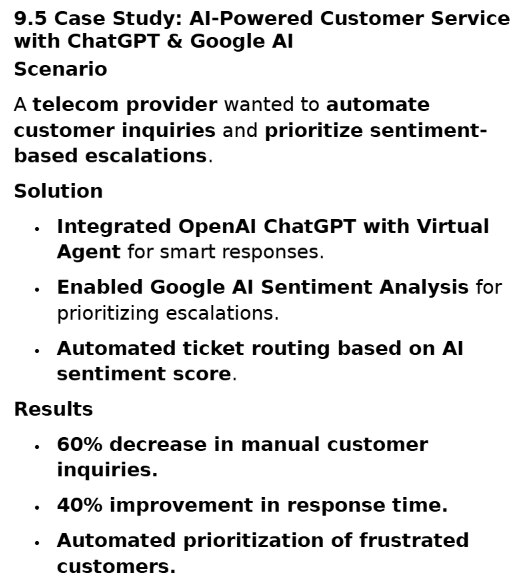 9.5 Case Study: AI-Powered Customer Service
with ChatGPT & Google AI
Scenario
A telecom provider wanted to automate
customer inquiries and prioritize sentiment-
based escalations.
Solution
• Integrated OpenAI ChatGPT with Virtual
Agent for smart responses.
• Enabled Google AI Sentiment Analysis for
prioritizing escalations.
• Automated ticket routing based on AI
sentiment score.
Results
• 60% decrease in manual customer
inquiries.
• 40% improvement in response time.
• Automated prioritization of frustrated
customers.